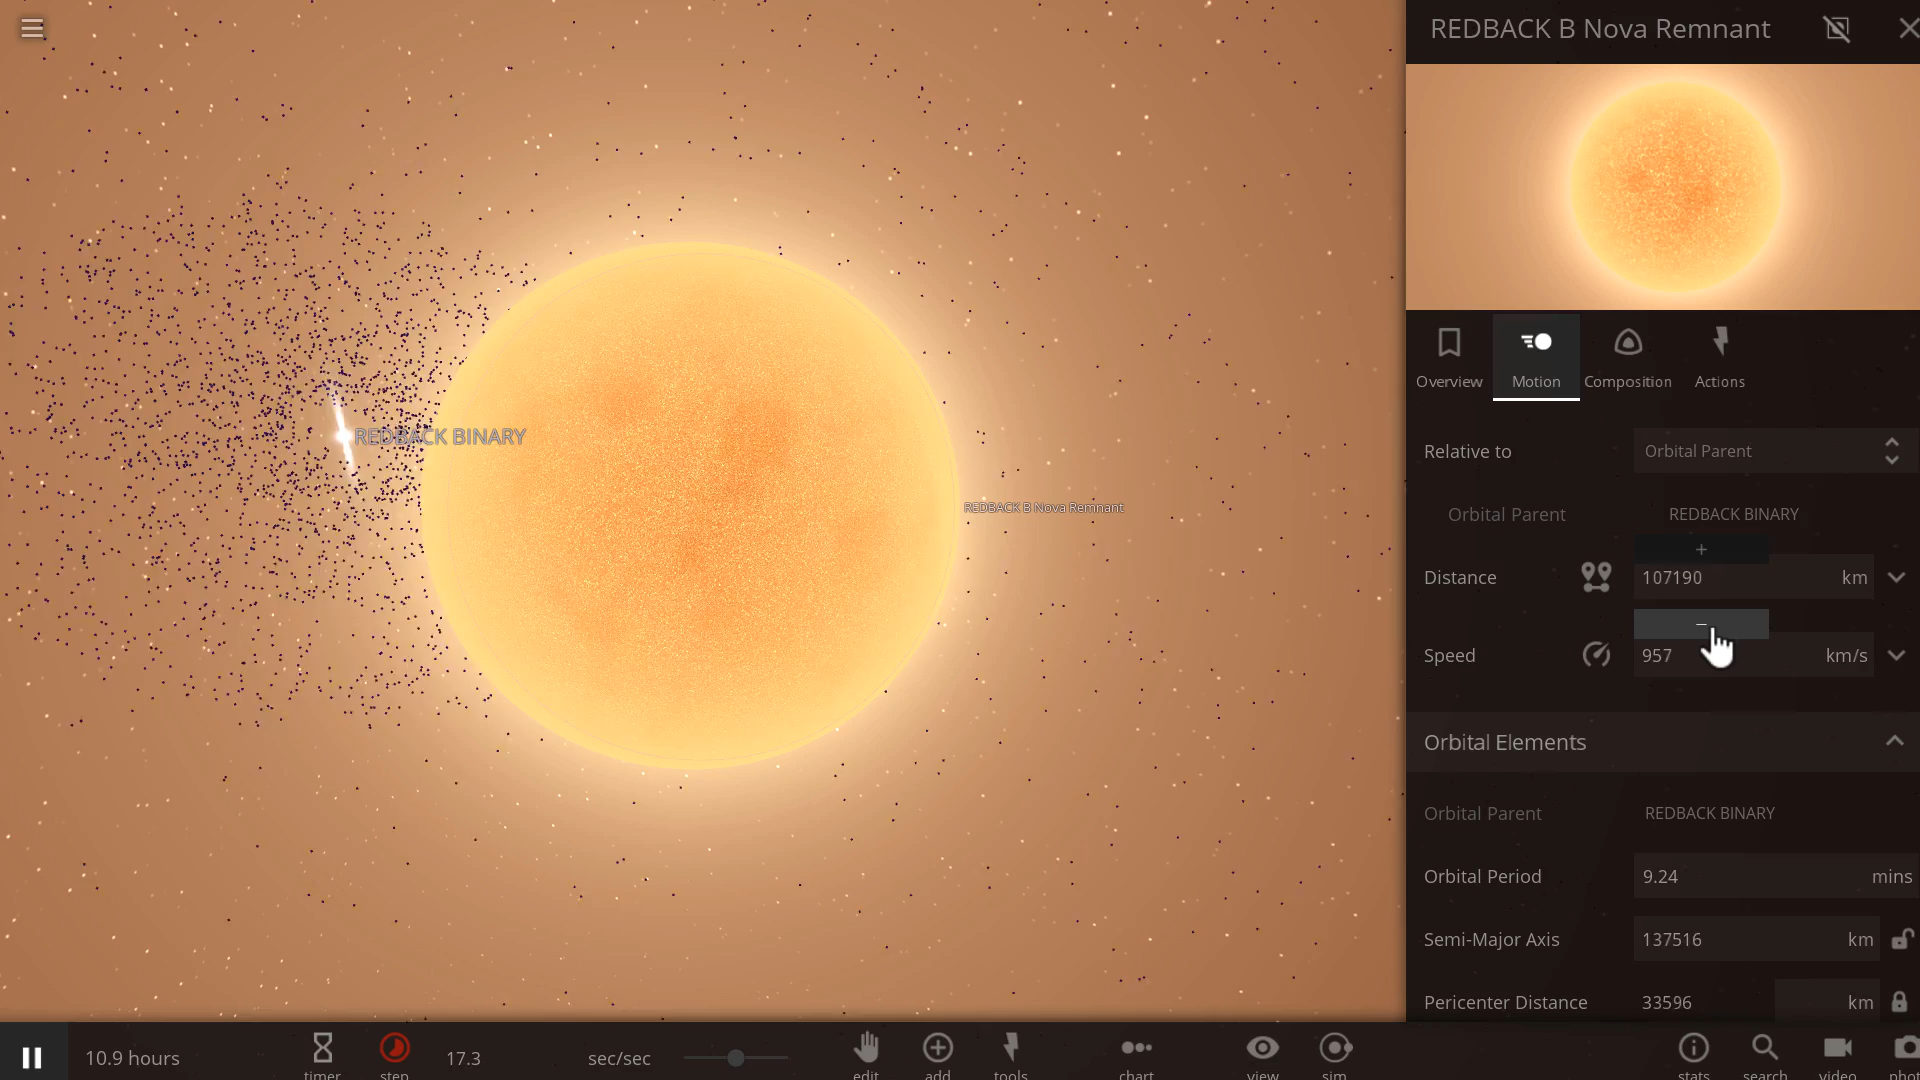 REDBACK B Nova Remnant
Overview
Motion
Composition
Actions
Relative to
Orbital Parent
Orbital Parent
REDBACK BINARY
+
Distance
107190 km
−
Speed
957 km/s
Orbital Elements
Orbital Parent
REDBACK BINARY
Orbital Period
9.24 mins
Semi-Major Axis
137516 km
Pericenter Distance
33596 km
REDBACK BINARY
REDBACK B Nova Remnant
10.9 hours
timer
step
17.3
sec/sec
edit
add
tools
chart
view
sim
stats
search
video
phot